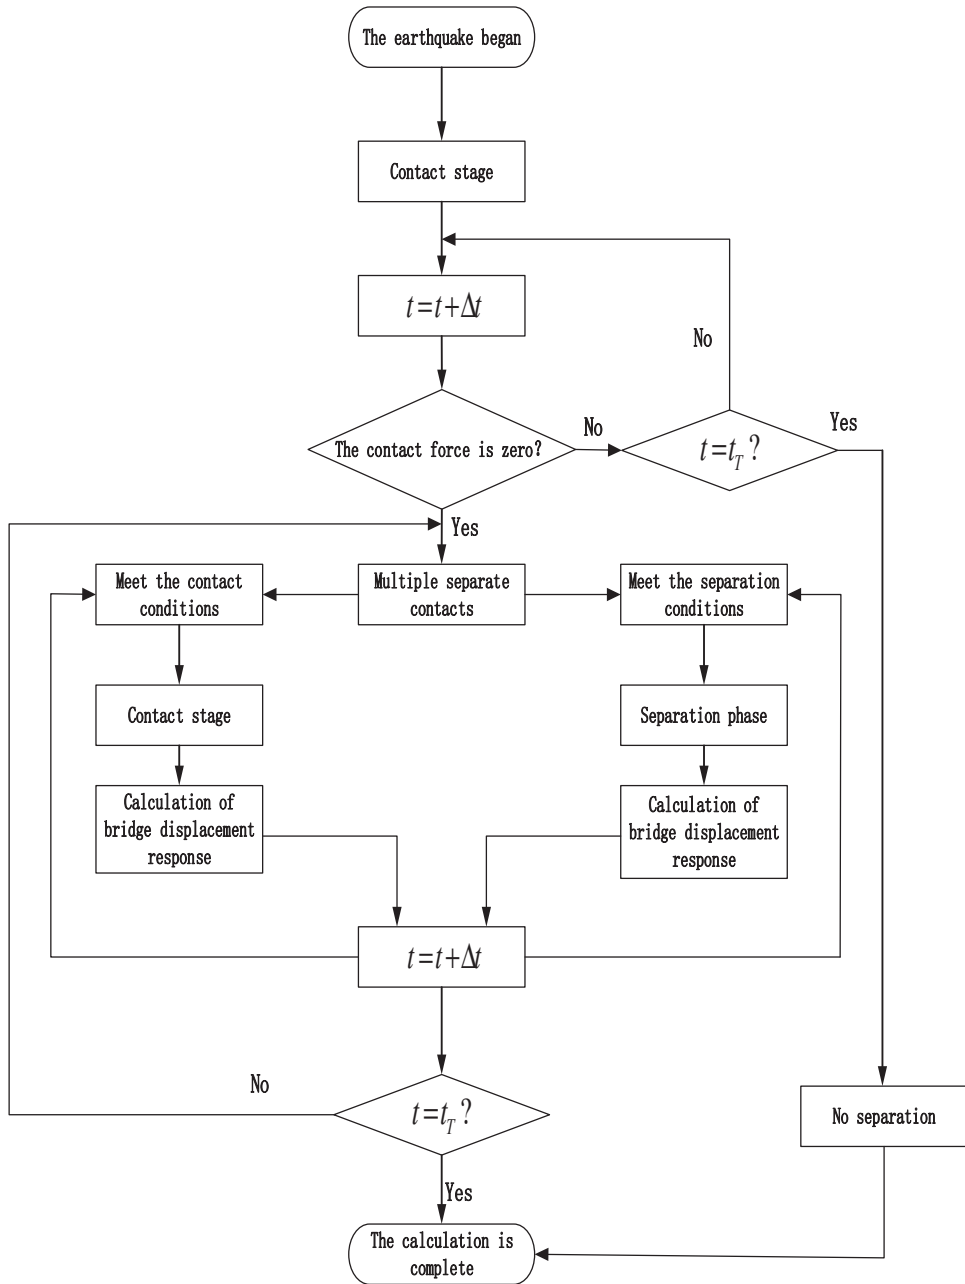 The earthquake began
Contact stage
t=t+Δt
No
The contact force is zero?
No
t=t_T?
Yes
Yes
Meet the contact
conditions
Multiple separate
contacts
Meet the separation
conditions
Contact stage
Separation phase
Calculation of
bridge displacement
response
Calculation of
bridge displacement
response
t=t+Δt
No
t=t_T?
No separation
Yes
The calculation is
complete